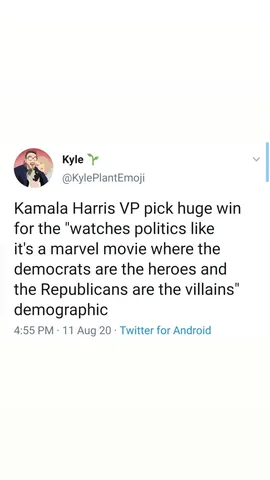 Kyle 🌱
@KylePlantEmoji
Kamala Harris VP pick huge win
for the "watches politics like
it's a marvel movie where the
democrats are the heroes and
the Republicans are the villains"
demographic
4:55 PM · 11 Aug 20 · Twitter for Android